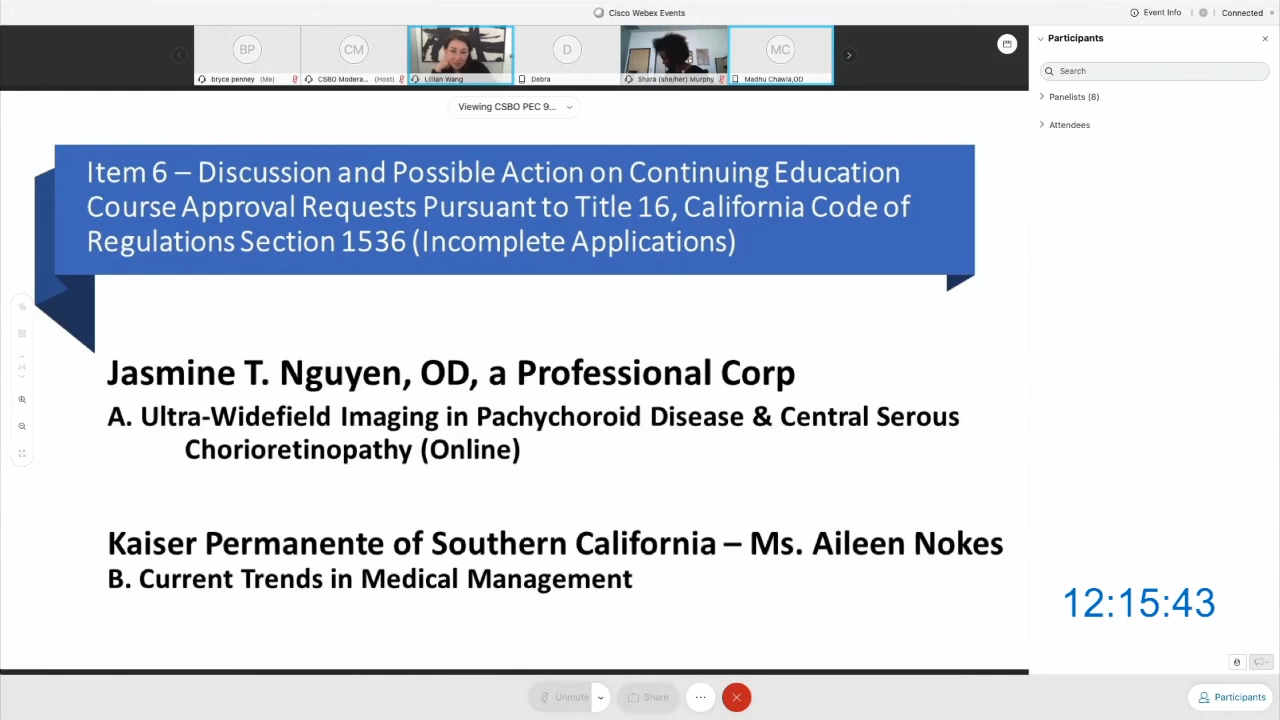 Cisco Webex Events
Event Info
Connected
BP
CM
D
MC
bryce penney (Me)
CSBO Modera... (Host)
Lillian Wang
Debra
Shara (she/her) Murphy
Madhu Chawla,OD
Viewing CSBO PEC 9...
Participants
Search
Panelists (8)
Attendees
Item 6 – Discussion and Possible Action on Continuing Education
Course Approval Requests Pursuant to Title 16, California Code of
Regulations Section 1536 (Incomplete Applications)
24
Jasmine T. Nguyen, OD, a Professional Corp
A. Ultra-Widefield Imaging in Pachychoroid Disease & Central Serous
Chorioretinopathy (Online)
Kaiser Permanente of Southern California – Ms. Aileen Nokes
B. Current Trends in Medical Management
12:15:43
Unmute
Share
Participants